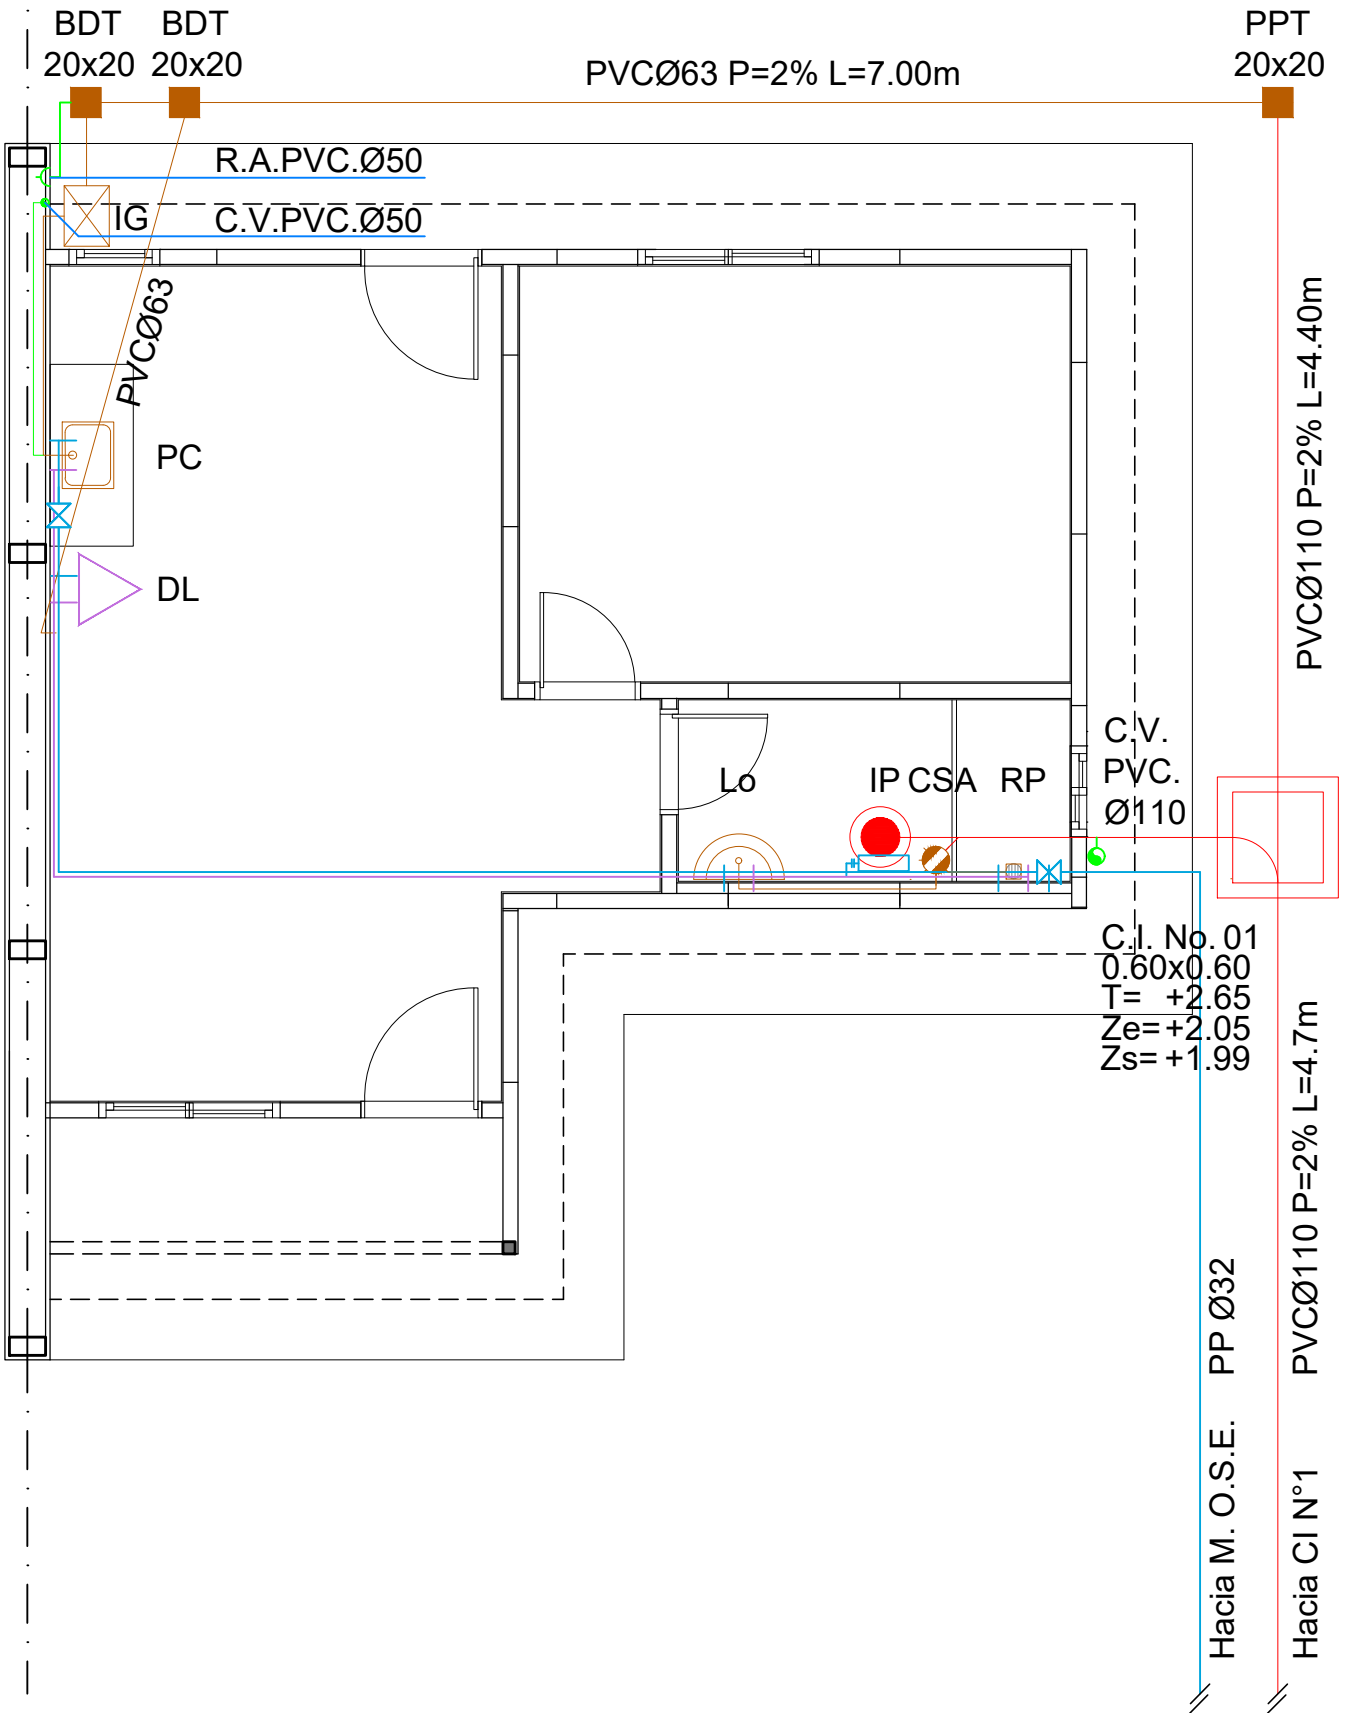 BDT
20x20
BDT
20x20
PPT
20x20
PVCØ63 P=2% L=7.00m
R.A.PVC.Ø50
C.V.PVC.Ø50
IG
PVCØ63
PC
DL
PVCØ110 P=2% L=4.40m
C.V.
PVC.
Ø110
Lo
IP
CSA
RP
C.I. No. 01
0.60x0.60
T= +2.65
Ze= +2.05
Zs= +1.99
Hacia M. O.S.E. PP Ø32
Hacia CI N°1 PVCØ110 P=2% L=4.7m